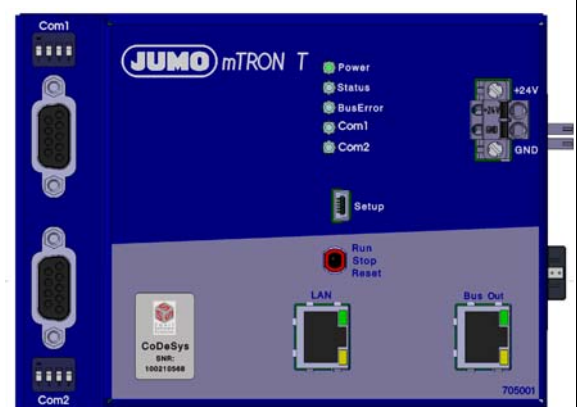 Com1
JUMO mTRON T
Power
Status
BusError
Com1
Com2
+24V
+24V
GND
GND
Setup
Run
Stop
Reset
LAN
Bus Out
CoDeSys
SNR:
100210568
Com2
705001